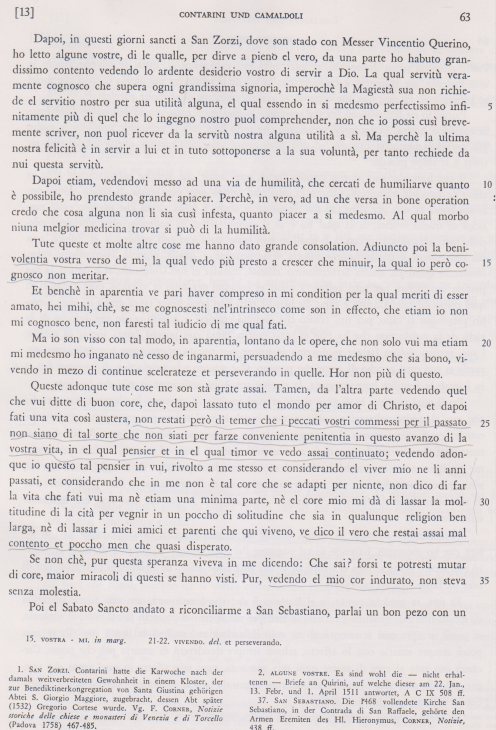 [13] CONTARINI UND CAMALDOLI 63
Dapoi, in questi giorni sancti a San Zorzi, dove son stado con Messer Vincentio Querino,
ho letto algune vostre, di le qualle, per dirve a pieno el vero, da una parte ho habuto gran-
dissimo contento vedendo lo ardente desiderio vostro di servir a Dio. La qual servitù vera-
mente cognosco che supera ogni grandissima signoria, imperochè la Magiestà sua non richie-
de el servitio nostro per sua utilità alguna, el qual essendo in si medesmo perfectissimo infi- 5
nitamente più di quel che lo ingegno nostro puol comprehender, non che io possi cusì breve-
mente scriver, non puol ricever da la servitù nostra alguna utilità a sì. Ma perchè la ultima
nostra felicità è in servir a lui et in tuto sottoponerse a la sua voluntà, per tanto rechiede da
nui questa servitù.
Dapoi etiam, vedendovi messo ad una via de humilità, che cercati de humiliarve quanto 10
è possibile, ho prendesto grande apiacer. Perchè, in vero, ad un che versa in bone operation
credo che cosa alguna non li sia cusì infesta, quanto piacer a si medesmo. Al qual morbo
niuna melgior medicina trovar si può di la humilità.
Tute queste et molte altre cose me hanno dato grande consolation. Adiuncto poi la beni-
volentia vostra verso de mi, la qual vedo più presto a crescer che minuir, la qual io però co- 15
gnosco non meritar.
Et benchè in aparentia ve pari haver compreso in mi condition per la qual meriti di esser
amato, hei mihi, chè, se me cognoscesti nel'intrinseco come son in effecto, che etiam io non
mi cognosco bene, non faresti tal iudicio di me qual fati.
Ma io son visso con tal modo, in aparentia, lontano da le opere, che non solo vui ma etiam 20
mi medesmo ho inganato nè cesso de inganarmi, persuadendo a me medesmo che sia bono, vi-
vendo in mezo di continue scelerateze et perseverando in quelle. Hor non più di questo.
Queste adonque tute cose me son stà grate assai. Tamen, da l'altra parte vedendo quel
che vui ditte di buon core, che, dapoi lassato tuto el mondo per amor di Christo, et dapoi
fati una vita così austera, non restati però di temer che i peccati vostri commessi per il passato 25
non siano di tal sorte che non siati per farze conveniente penitentia in questo avanzo di la
vostra vita, in el qual pensier et in el qual timor ve vedo assai continuato; vedendo adon-
que io questo tal pensier in vui, rivolto a me stesso et considerando el viver mio ne li anni
passati, et considerando che in me non è tal core che se adapti per niente, non dico di far
la vita che fati vui ma nè etiam una minima parte, nè el core mio mi dà di lassar la mol- 30
titudine di la cità per vegnir in un poccho di solitudine che sia in qualunque religion ben
larga, nè di lassar i miei amici et parenti che qui viveno, ve dico il vero che restai assai mal
contento et poccho men che quasi disperato.
Se non chè, pur questa speranza viveva in me dicendo: Che sai? forsi te potresti mutar
di core, maior miracoli di questi se hanno visti. Pur, vedendo el mio cor indurato, non steva 35
senza molestia.
Poi el Sabato Sancto andato a reconciliarme a San Sebastiano, parlai un bon pezo con un
15. VOSTRA - MI, in marg. 21-22. VIVENDO. del. et perseverando.
1. SAN ZORZI. Contarini hatte die Karwoche nach der
damals weitverbreiteten Gewohnheit in einem Kloster, der
zur Benediktinerkongregation von Santa Giustina gehörigen
Abtei S. Giorgio Maggiore, zugebracht, dessen Abt später
(1532) Gregorio Cortese wurde. Vg. F. CORNER, Notizie
storiche delle chiese e monasteri di Venezia e di Torcello
(Padova 1758) 467-485.
2. ALGUNE VOSTRE. Es sind wohl die — nicht erhal-
tenen — Briefe an Quirini, auf welche dieser am 22. Jan.,
13. Febr. und 1. April 1511 antwortet, A C IX 508 ff.
37. SAN SEBASTIANO. Die 1468 vollendete Kirche San
Sebastiano, in der Contrada di San Raffaele, gehörte den
Armen Eremiten des Hl. Hieronymus, CORNER, Notizie,
438 ff.